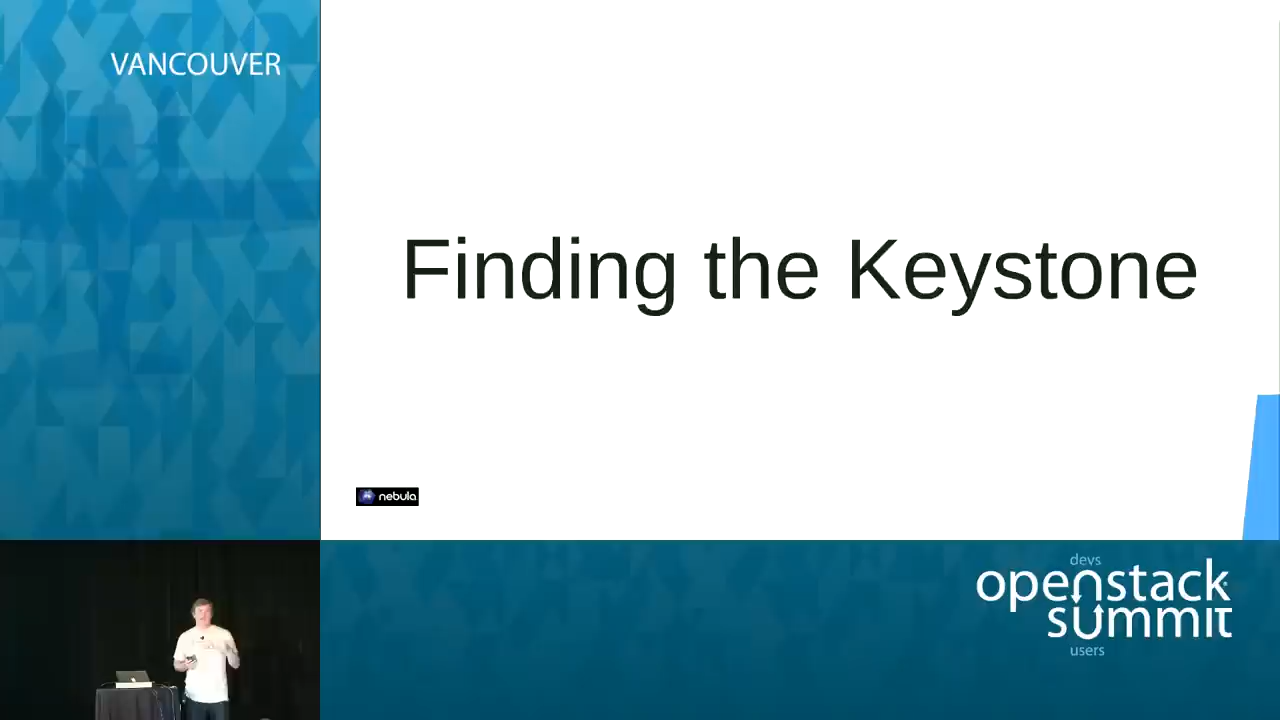 VANCOUVER
Finding the Keystone
nebula
devs
openstack
summit
users